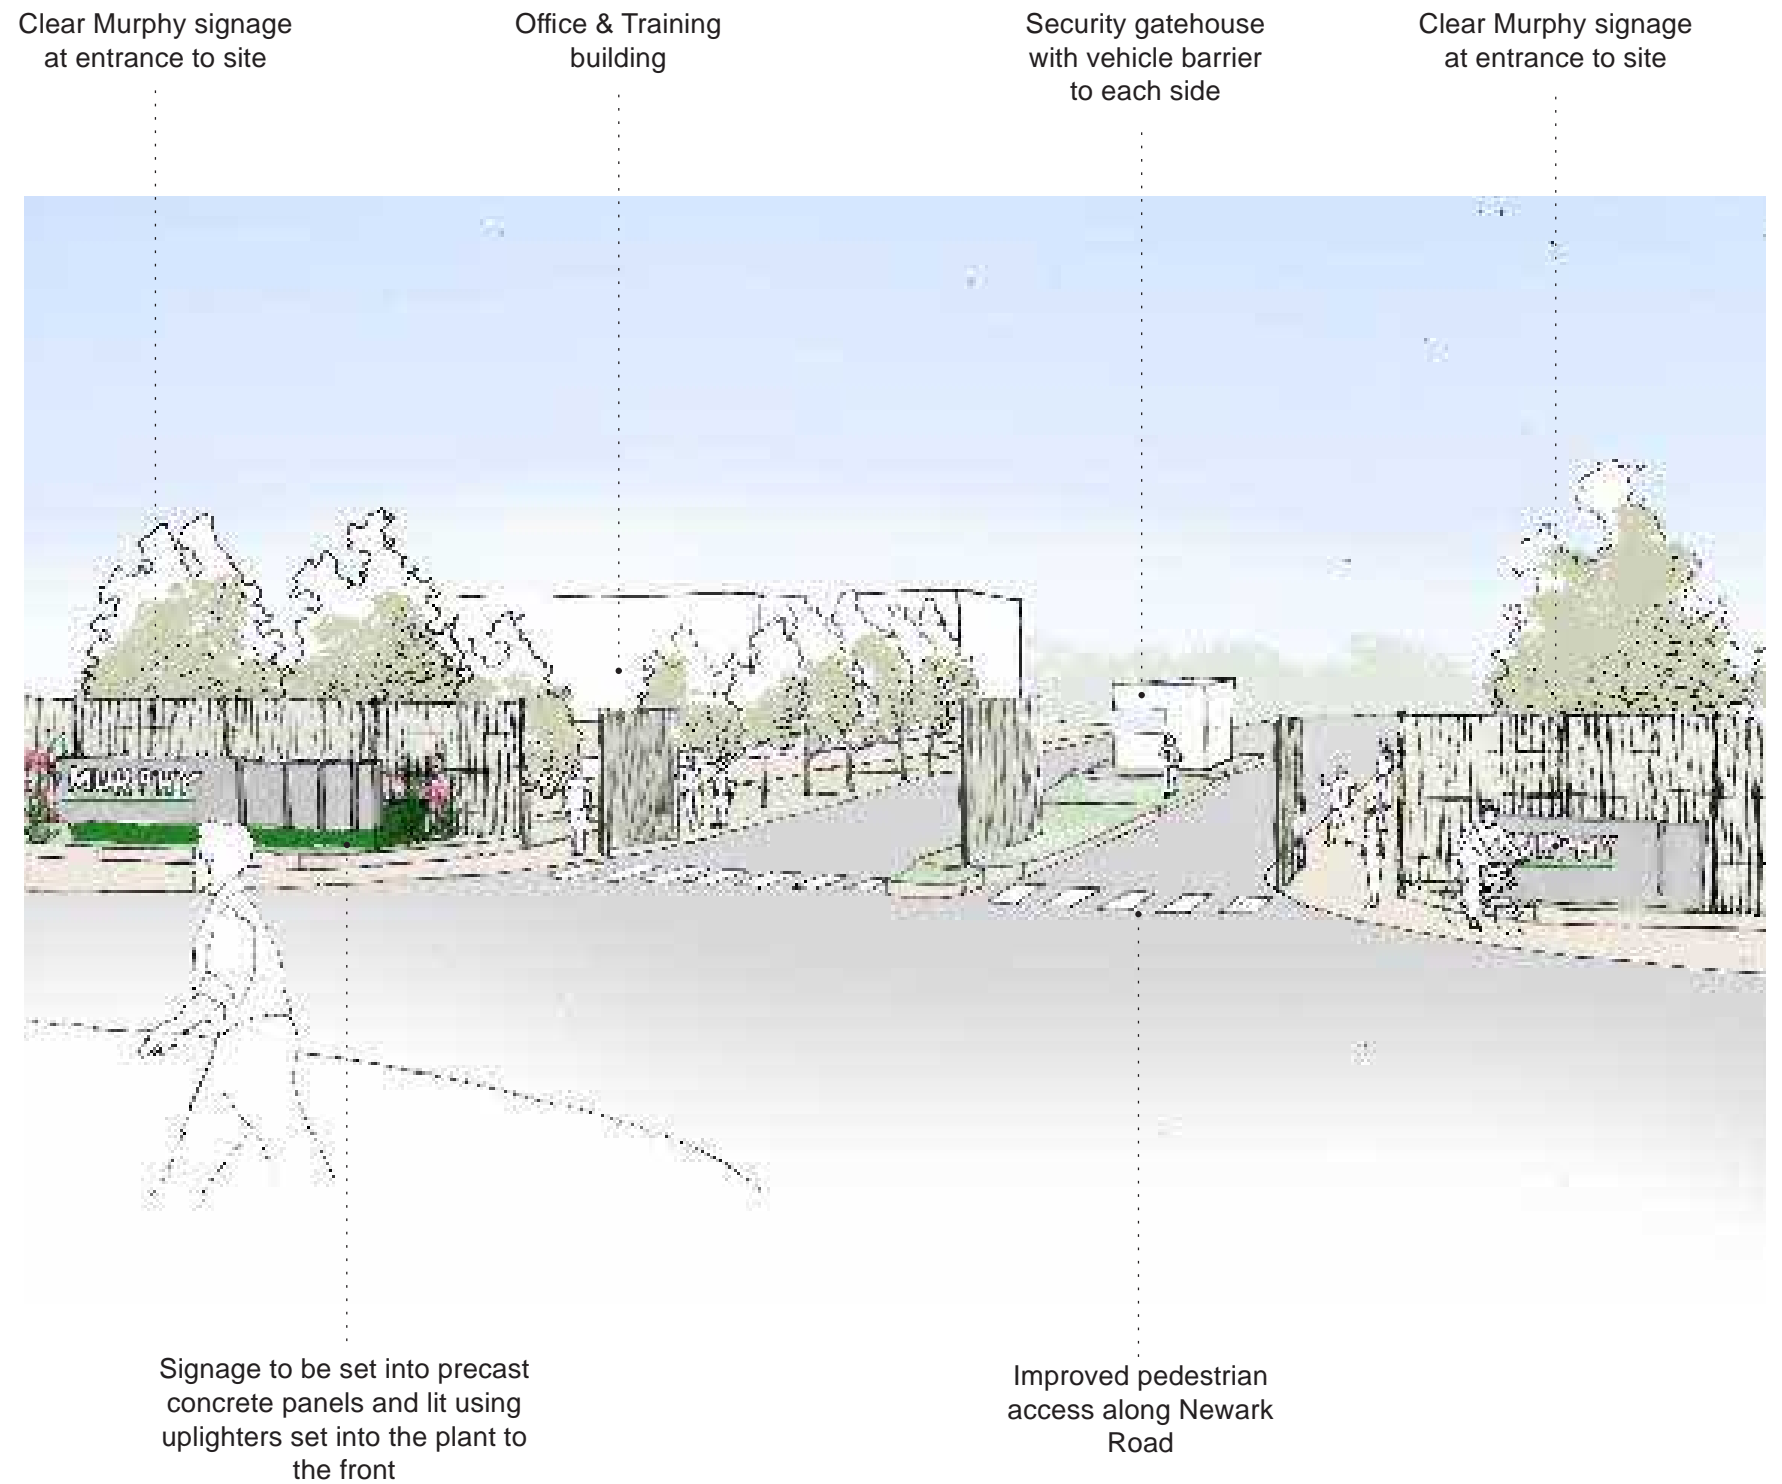 Clear Murphy signage
at entrance to site
Office & Training
building
Security gatehouse
with vehicle barrier
to each side
Clear Murphy signage
at entrance to site
MURPHY
MURPHY
Signage to be set into precast
concrete panels and lit using
uplighters set into the plant to
the front
Improved pedestrian
access along Newark
Road